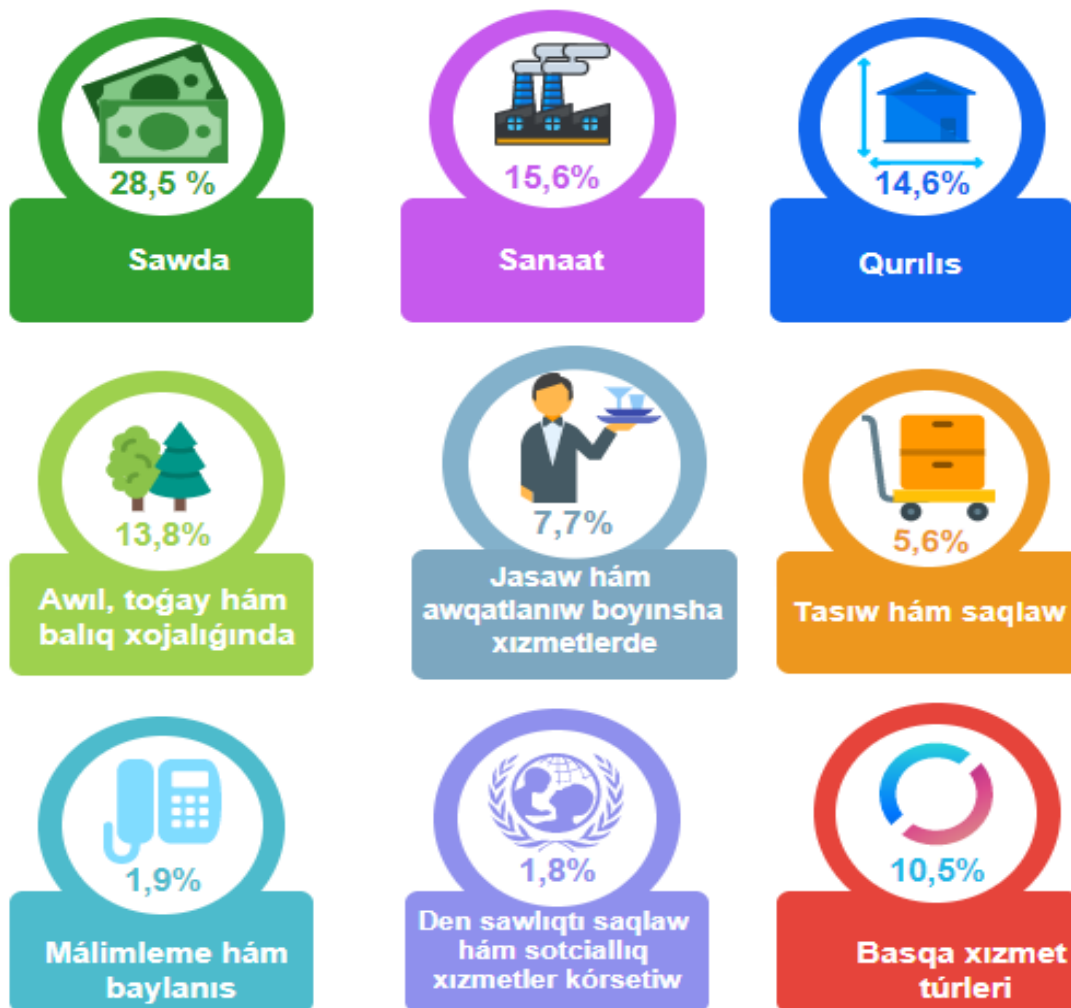 28,5 %
Sawda
15,6%
Sanaat
14,6%
Qurılıs
13,8%
Awıl, toǵay hám
balıq xojalıǵında
7,7%
Jasaw hám
awqatlanıw boyınsha
xızmetlerde
5,6%
Tasıw hám saqlaw
1,9%
Málimleme hám
baylanıs
1,8%
Den sawlıqtı saqlaw
hám sotciallıq
xızmetler kórsetiw
10,5%
Basqa xızmet
túrleri